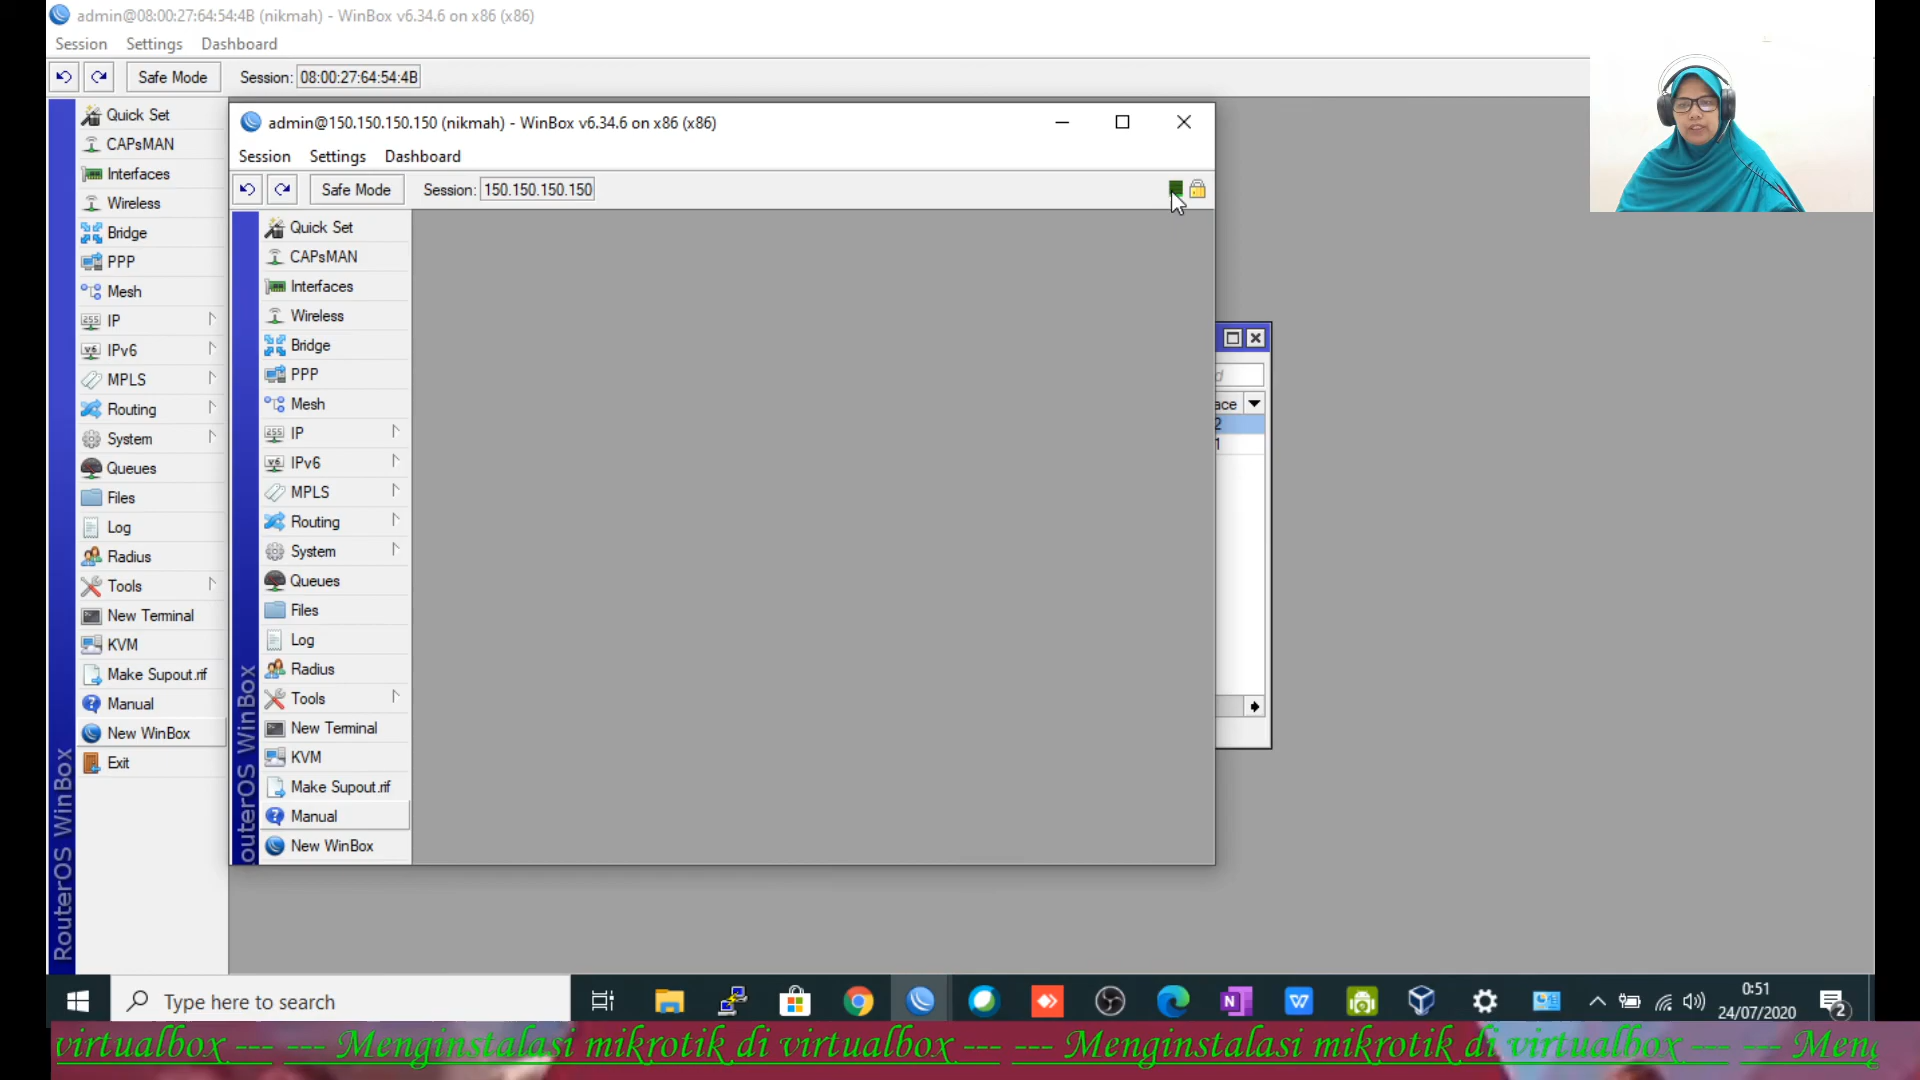 admin@08:00:27:64:54:4B (nikmah) - WinBox v6.34.6 on x86 (x86)
Session Settings Dashboard
Safe Mode Session: 08:00:27:64:54:4B
Quick Set
CAPsMAN
Interfaces
Wireless
Bridge
PPP
Mesh
IP
IPv6
MPLS
Routing
System
Queues
Files
Log
Radius
Tools
New Terminal
KVM
Make Supout.rif
Manual
New WinBox
Exit
RouterOS WinBox
admin@150.150.150.150 (nikmah) - WinBox v6.34.6 on x86 (x86)
Session Settings Dashboard
Safe Mode Session: 150.150.150.150
Quick Set
CAPsMAN
Interfaces
Wireless
Bridge
PPP
Mesh
IP
IPv6
MPLS
Routing
System
Queues
Files
Log
Radius
Tools
New Terminal
KVM
Make Supout.rif
Manual
New WinBox
outerOS WinBox
d
ace
2
1
Type here to search
0:51
24/07/2020
2
virtualbox --- --- Menginstalasi mikrotik di virtualbox --- --- Menginstalasi mikrotik di virtualbox --- --- Meng